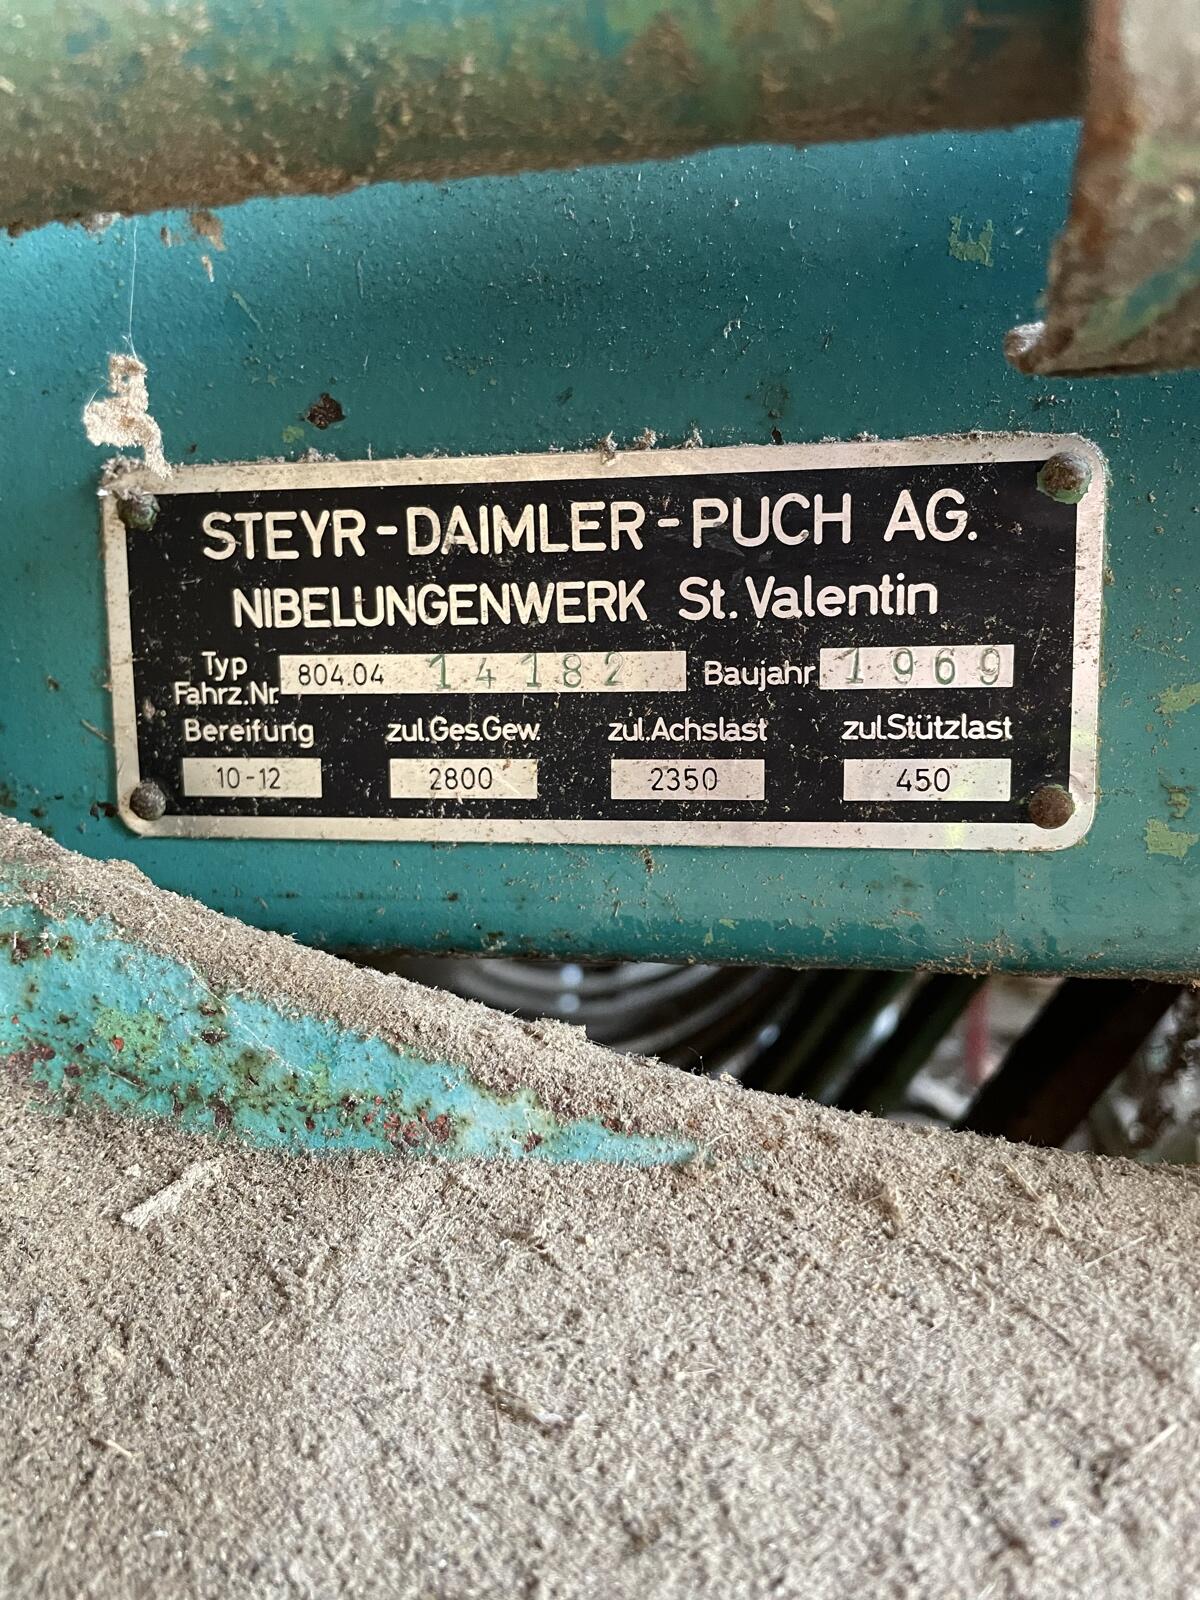 STEYR-DAIMLER-PUCH AG.
NIBELUNGENWERK St. Valentin
Typ
Fahrz.Nr. 804.04 14182 Baujahr 1969
Bereifung zul.Ges.Gew. zul.Achslast zul.Stützlast
10-12 2800 2350 450